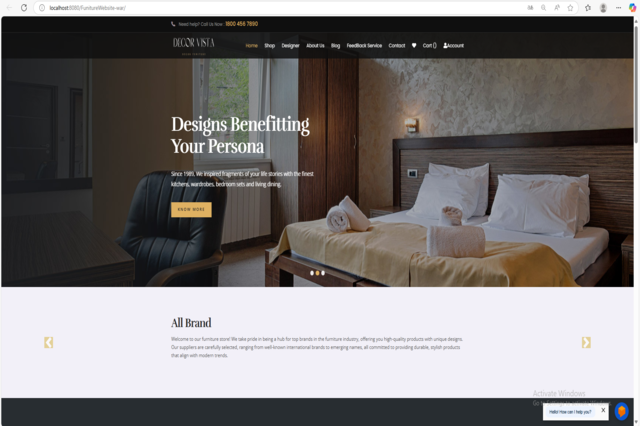 localhost:8080/FunitureWebsite-war/
Need help? Call Us Now : 1800 456 7890
DECOR VISTA
Home Shop Designer About Us Blog FeedBack Service Contact Cart () Account
Designs Benefitting
Your Persona
Since 1989, We inspired fragments of your life stories with the finest
kitchens, wardrobes, bedroom sets and living dining.
KNOW MORE
All Brand
Welcome to our furniture store! We take pride in being a hub for top brands in the furniture industry, offering you high-quality products with unique designs.
Our suppliers are carefully selected, ranging from well-known international brands to emerging names, all committed to providing durable, stylish products
that align with modern trends.
Activate Windows
Hello! How can I help you?
X